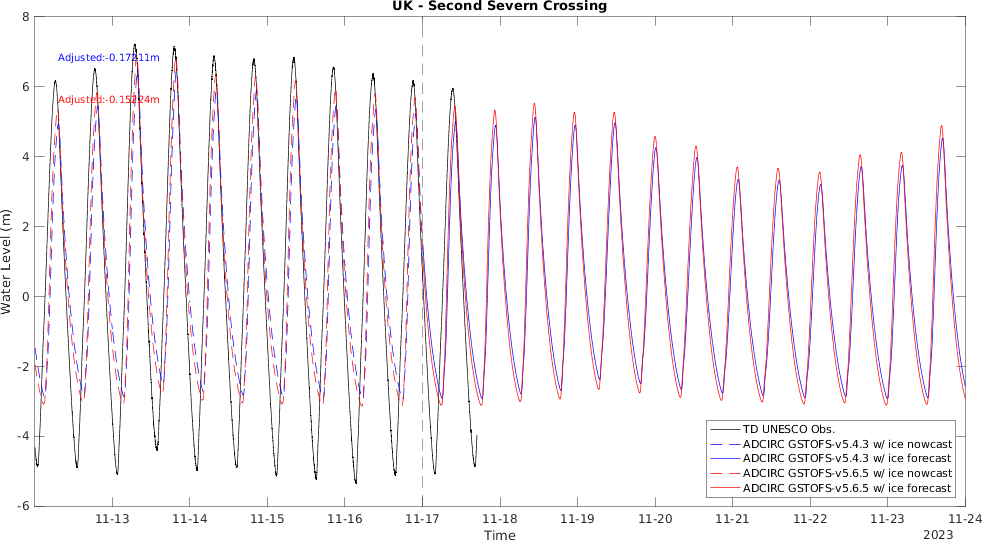 UK - Second Severn Crossing
8
6
4
2
0
-2
-4
-6
Water Level (m)
Adjusted:-0.17211m
Adjusted:-0.15224m
TD UNESCO Obs.
ADCIRC GSTOFS-v5.4.3 w/ ice nowcast
ADCIRC GSTOFS-v5.4.3 w/ ice forecast
ADCIRC GSTOFS-v5.6.5 w/ ice nowcast
ADCIRC GSTOFS-v5.6.5 w/ ice forecast
11-13 11-14 11-15 11-16 11-17 11-18 11-19 11-20 11-21 11-22 11-23 11-24
Time
2023